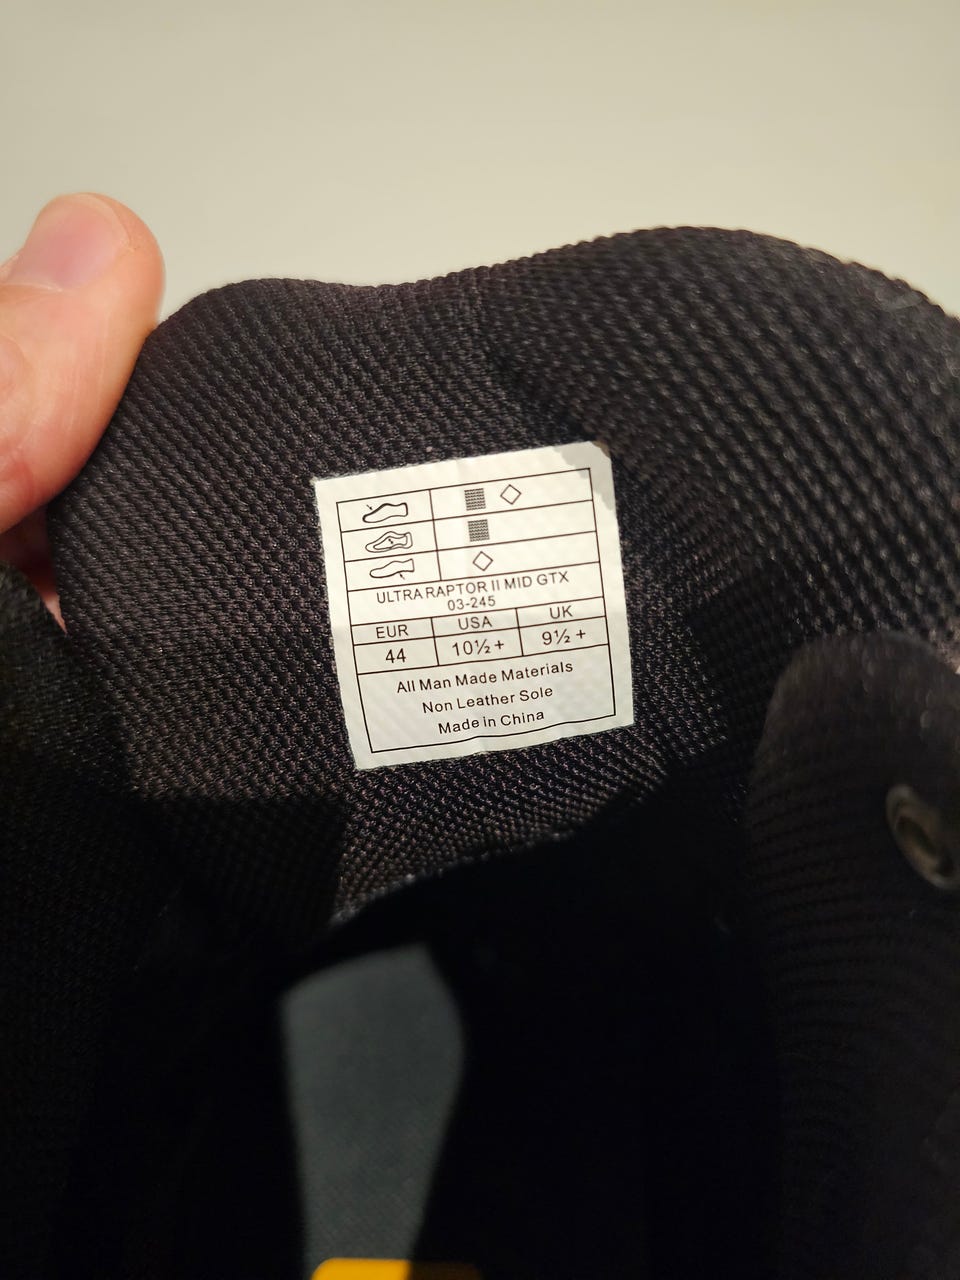 ULTRA RAPTOR II MID GTX
03-245
EUR USA UK
44 10½+ 9½+
All Man Made Materials
Non Leather Sole
Made in China